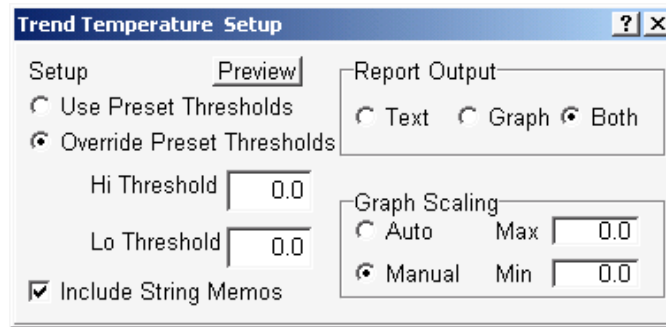 Trend Temperature Setup
? X
Setup
Preview
Use Preset Thresholds
Override Preset Thresholds
Hi Threshold 0.0
Lo Threshold 0.0
Include String Memos
Report Output
Text Graph Both
Graph Scaling
Auto Max 0.0
Manual Min 0.0